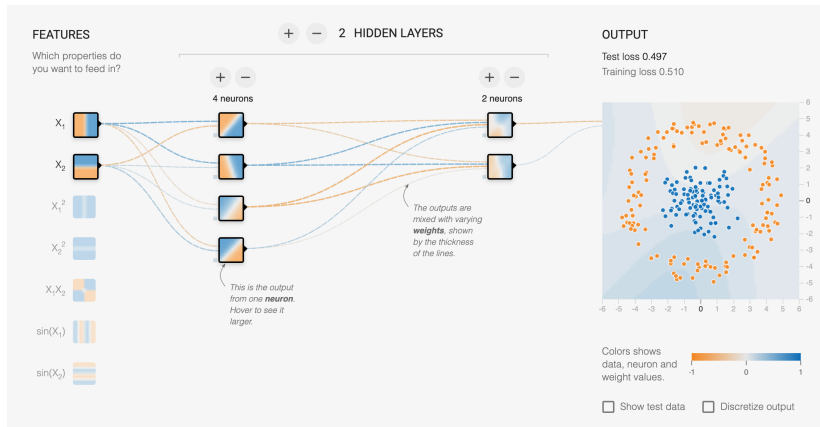 FEATURES
Which properties do
you want to feed in?
X₁
X₂
X₁²
X₂²
X₁X₂
sin(X₁)
sin(X₂)
+ − 2 HIDDEN LAYERS
+ −
4 neurons
+ −
2 neurons
This is the output
from one neuron.
Hover to see it
larger.
The outputs are
mixed with varying
weights, shown
by the thickness
of the lines.
OUTPUT
Test loss 0.497
Training loss 0.510
6
5
4
3
2
1
0
-1
-2
-3
-4
-5
-6
-6 -5 -4 -3 -2 -1 0 1 2 3 4 5 6
Colors shows
data, neuron and
weight values.
-1 0 1
Show test data
Discretize output